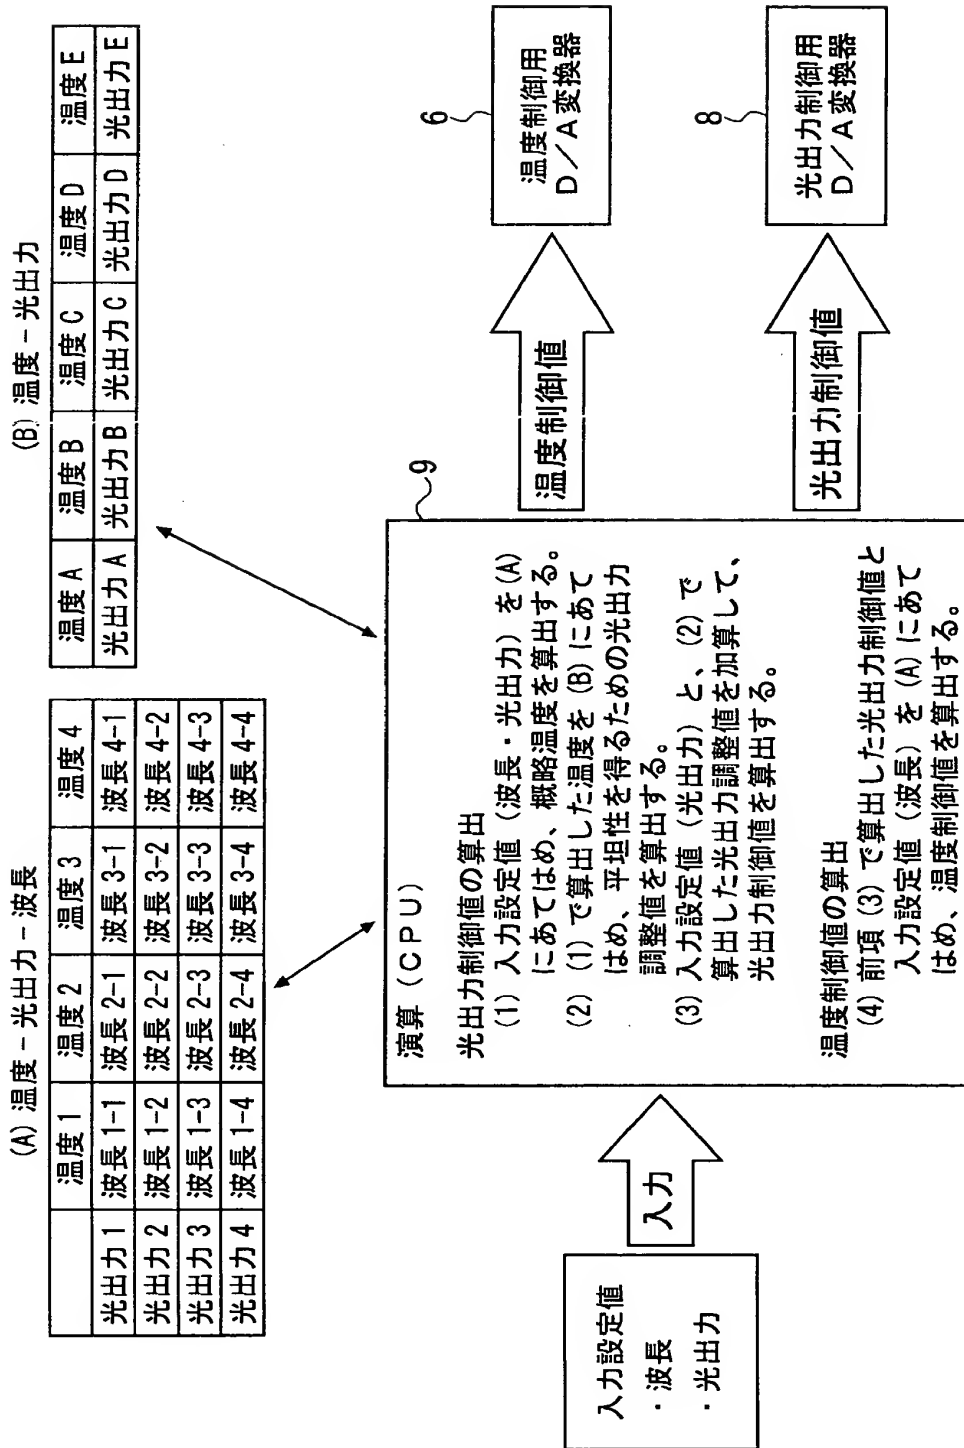 (A) 温度－光出力－波長
温度1 温度2 温度3 温度4
光出力1 波長1-1 波長2-1 波長3-1 波長4-1
光出力2 波長1-2 波長2-2 波長3-2 波長4-2
光出力3 波長1-3 波長2-3 波長3-3 波長4-3
光出力4 波長1-4 波長2-4 波長3-4 波長4-4
(B) 温度－光出力
温度A 温度B 温度C 温度D 温度E
光出力A 光出力B 光出力C 光出力D 光出力E
入力設定値
・波長
・光出力
入力
9
演算（CPU）
光出力制御値の算出
(1) 入力設定値（波長・光出力）を(A)
にあてはめ、概略温度を算出する。
(2) (1)で算出した温度を(B)にあて
はめ、平坦性を得るための光出力
調整値を算出する。
(3) 入力設定値（光出力）と、(2)で
算出した光出力調整値を加算して、
光出力制御値を算出する。
温度制御値の算出
(4) 前項(3)で算出した光出力制御値と
入力設定値（波長）を(A)にあて
はめ、温度制御値を算出する。
温度制御値
6
温度制御用
D／A変換器
光出力制御値
8
光出力制御用
D／A変換器